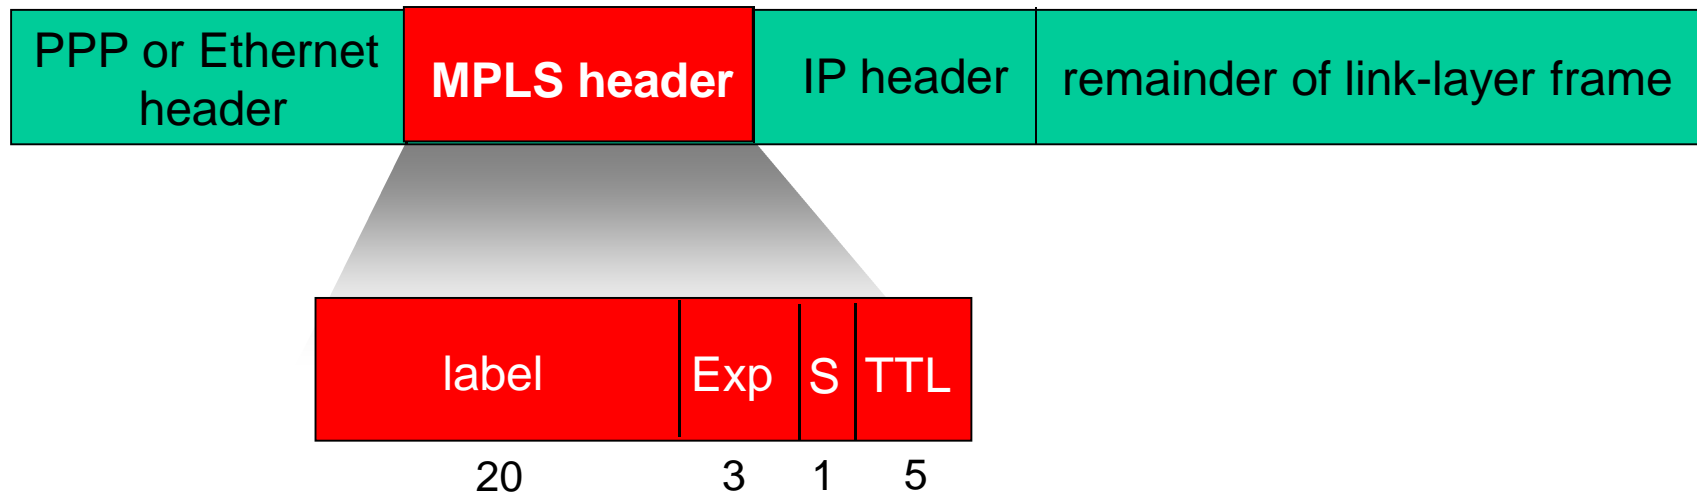 PPP or Ethernet
header
MPLS header
IP header
remainder of link-layer frame
label
Exp
S
TTL
20
3
1
5